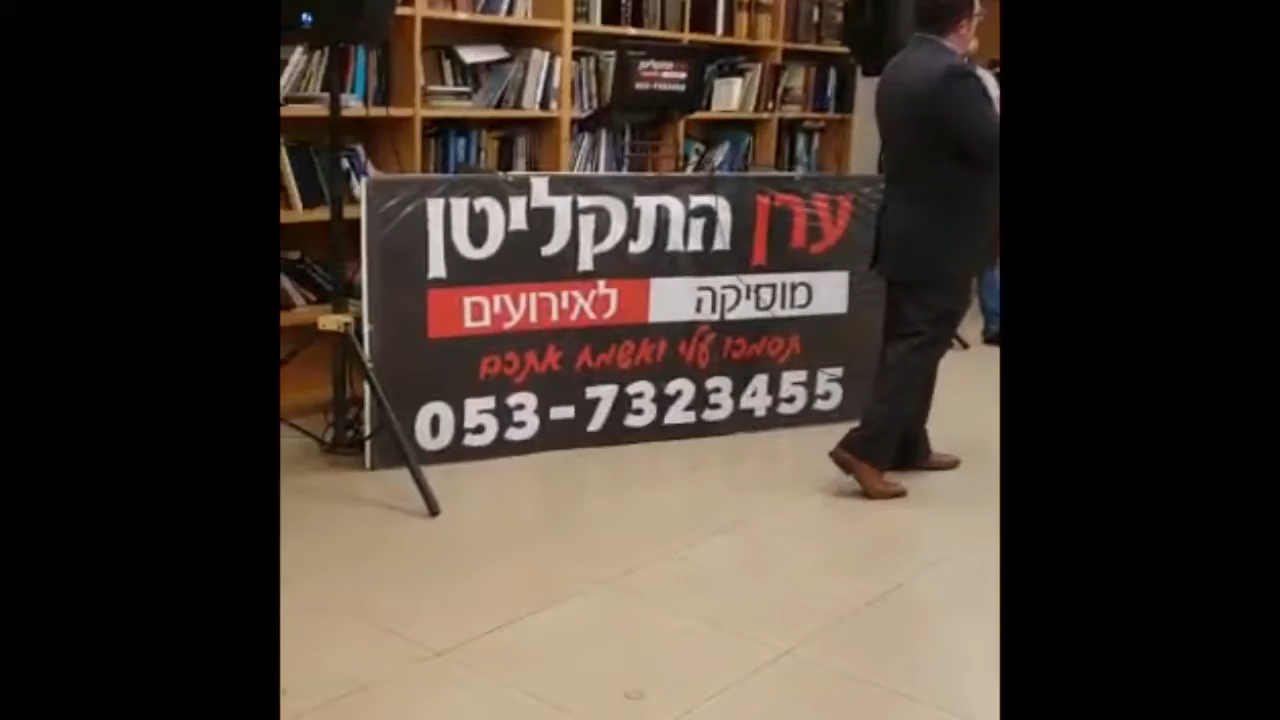 ערן התקליטן
מוסיקה לאירועים
תסמכו עלי ואשמח אתכם
053-7323455